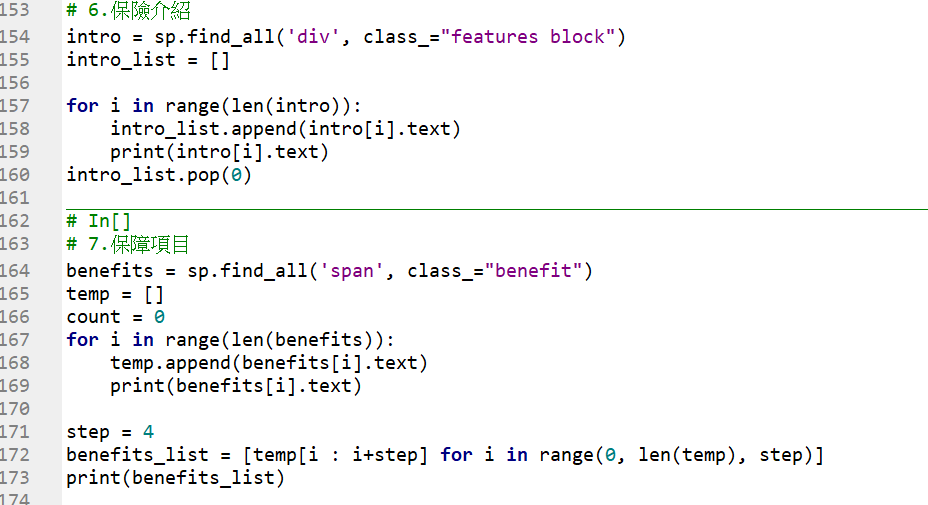 153 # 6.保險介紹
154 intro = sp.find_all('div', class_="features block")
155 intro_list = []
156
157 for i in range(len(intro)):
158     intro_list.append(intro[i].text)
159     print(intro[i].text)
160 intro_list.pop(0)
161
162 # In[]
163 # 7.保障項目
164 benefits = sp.find_all('span', class_="benefit")
165 temp = []
166 count = 0
167 for i in range(len(benefits)):
168     temp.append(benefits[i].text)
169     print(benefits[i].text)
170
171 step = 4
172 benefits_list = [temp[i : i+step] for i in range(0, len(temp), step)]
173 print(benefits_list)
174